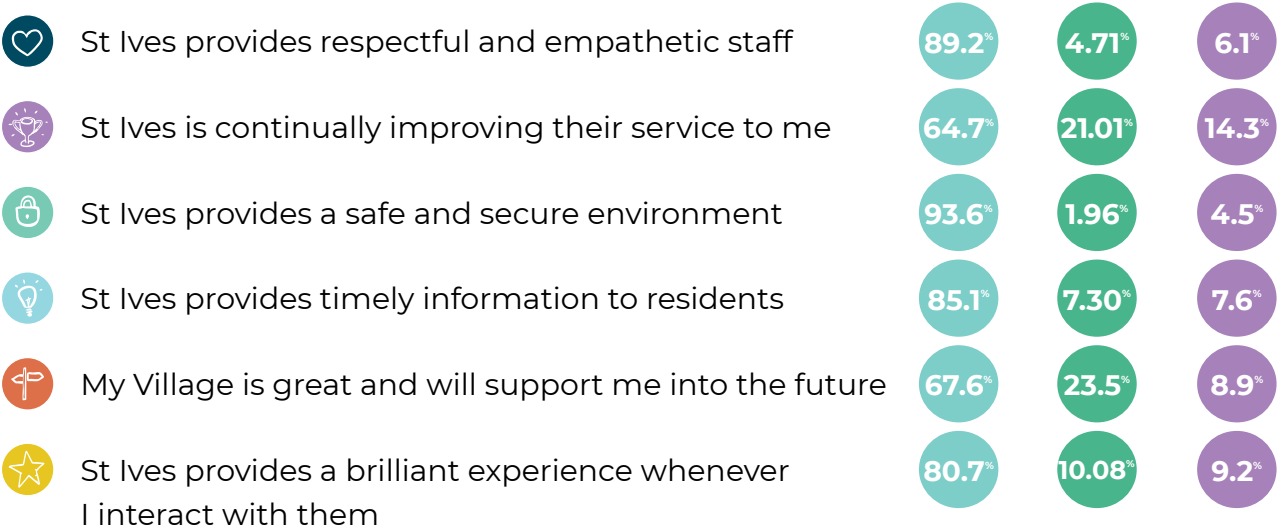 St Ives provides respectful and empathetic staff 89.2% 4.71% 6.1%
St Ives is continually improving their service to me 64.7% 21.01% 14.3%
St Ives provides a safe and secure environment 93.6% 1.96% 4.5%
St Ives provides timely information to residents 85.1% 7.30% 7.6%
My Village is great and will support me into the future 67.6% 23.5% 8.9%
St Ives provides a brilliant experience whenever 80.7% 10.08% 9.2%
I interact with them